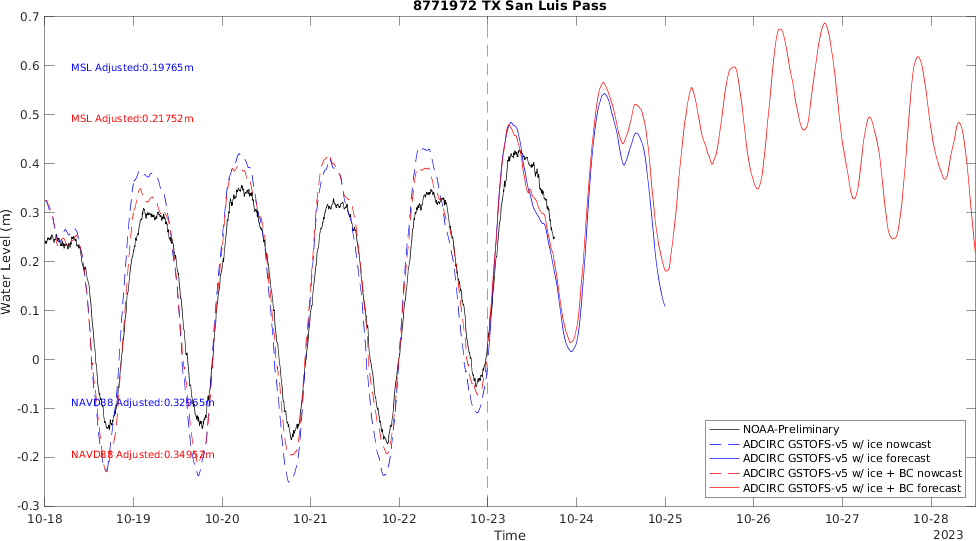 8771972 TX San Luis Pass
0.7
0.6
0.5
0.4
0.3
0.2
0.1
0
-0.1
-0.2
-0.3
Water Level (m)
MSL Adjusted:0.19765m
MSL Adjusted:0.21752m
NAVD88 Adjusted:0.32965m
NAVD88 Adjusted:0.34952m
NOAA-Preliminary
ADCIRC GSTOFS-v5 w/ ice nowcast
ADCIRC GSTOFS-v5 w/ ice forecast
ADCIRC GSTOFS-v5 w/ ice + BC nowcast
ADCIRC GSTOFS-v5 w/ ice + BC forecast
10-18 10-19 10-20 10-21 10-22 10-23 10-24 10-25 10-26 10-27 10-28
Time
2023